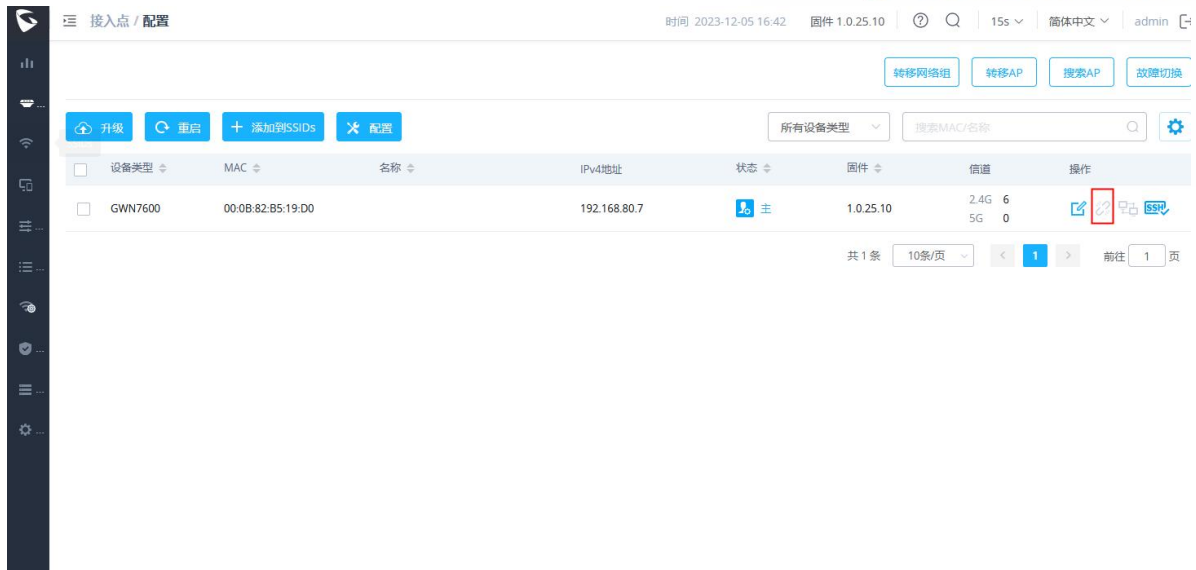 接入点 / 配置 时间 2023-12-05 16:42 固件 1.0.25.10 15s 简体中文 admin
转移网络组 转移AP 搜索AP 故障切换
升级 重启 + 添加到SSIDs 配置 所有设备类型 搜索MAC/名称
设备类型 MAC 名称 IPv4地址 状态 固件 信道 操作
GWN7600 00:0B:82:B5:19:D0 192.168.80.7 主 1.0.25.10 2.4G 6 SSH
5G 0
共 1 条 10条/页 < 1 > 前往 1 页